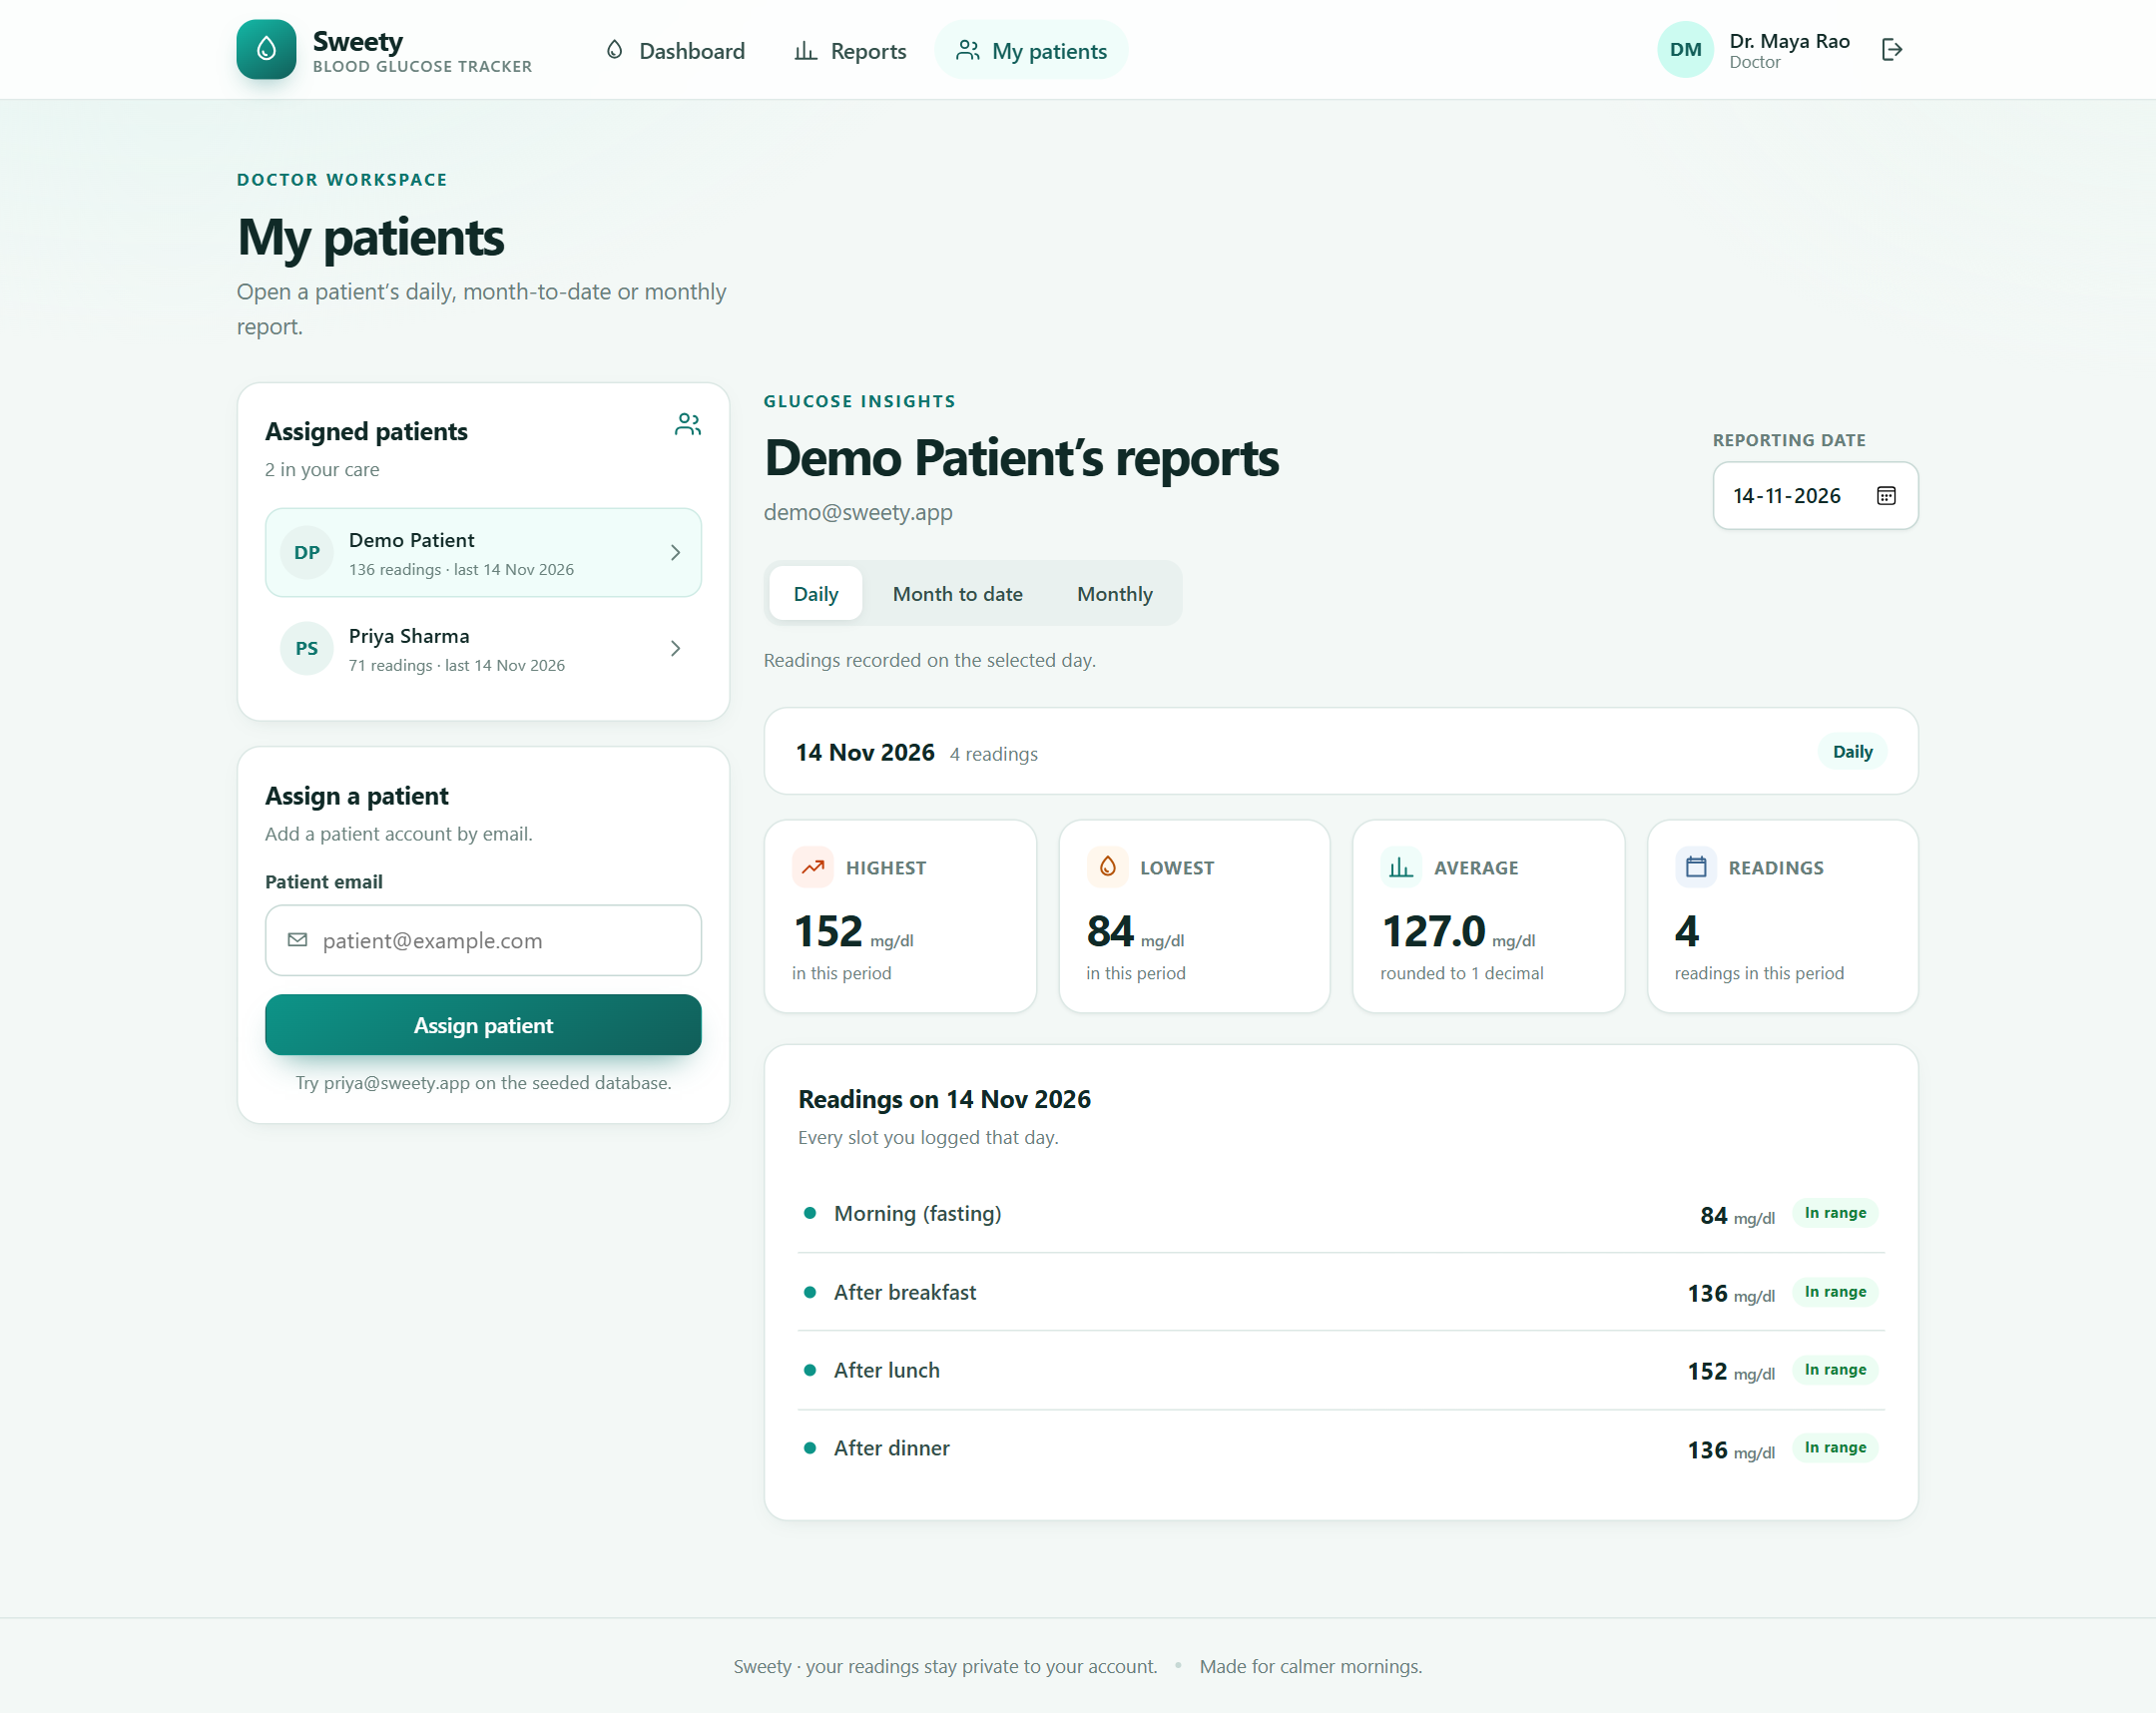 Sweety
BLOOD GLUCOSE TRACKER
Dashboard
Reports
My patients
DM
Dr. Maya Rao
Doctor
DOCTOR WORKSPACE
My patients
Open a patient’s daily, month-to-date or monthly
report.
Assigned patients
2 in your care
DP
Demo Patient
136 readings · last 14 Nov 2026
PS
Priya Sharma
71 readings · last 14 Nov 2026
Assign a patient
Add a patient account by email.
Patient email
patient@example.com
Assign patient
Try priya@sweety.app on the seeded database.
GLUCOSE INSIGHTS
Demo Patient’s reports
demo@sweety.app
REPORTING DATE
14-11-2026
Daily
Month to date
Monthly
Readings recorded on the selected day.
14 Nov 2026 4 readings
Daily
HIGHEST
152 mg/dl
in this period
LOWEST
84 mg/dl
in this period
AVERAGE
127.0 mg/dl
rounded to 1 decimal
READINGS
4
readings in this period
Readings on 14 Nov 2026
Every slot you logged that day.
Morning (fasting) 84 mg/dl In range
After breakfast 136 mg/dl In range
After lunch 152 mg/dl In range
After dinner 136 mg/dl In range
Sweety · your readings stay private to your account. • Made for calmer mornings.